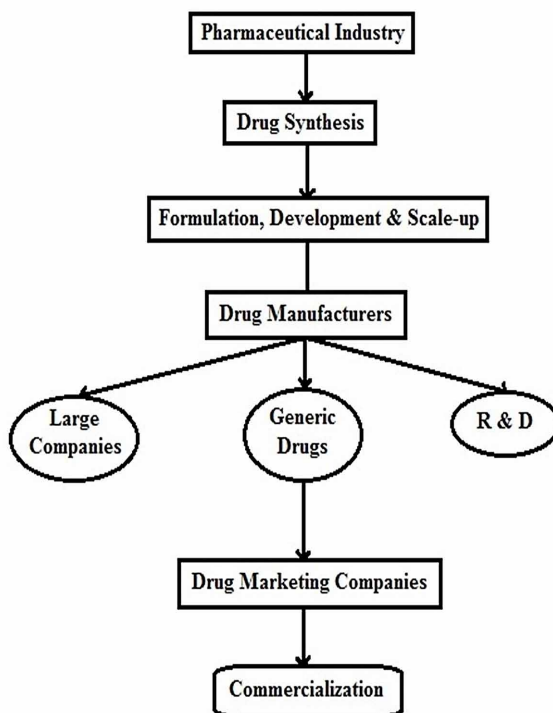 Pharmaceutical Industry
Drug Synthesis
Formulation, Development & Scale-up
Drug Manufacturers
Large
Companies
Generic
Drugs
R & D
Drug Marketing Companies
Commercialization